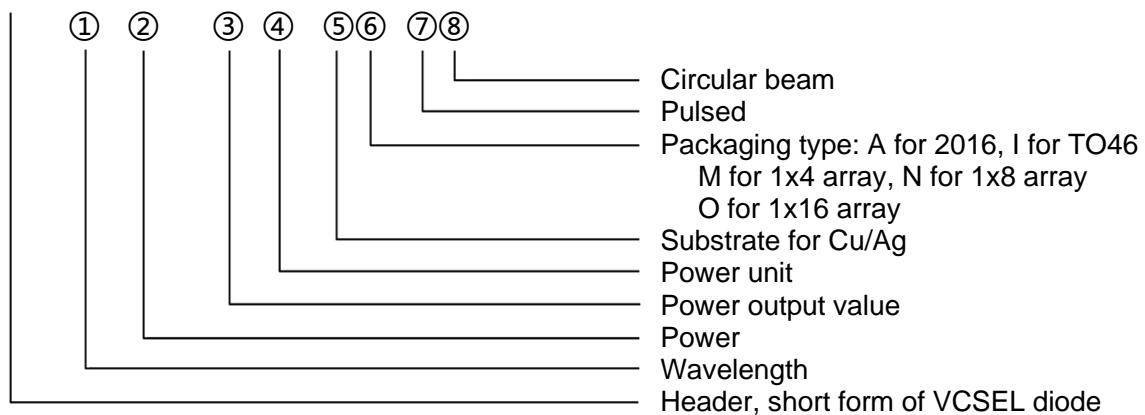 ① ② ③ ④ ⑤⑥ ⑦⑧
Circular beam
Pulsed
Packaging type: A for 2016, I for TO46
M for 1x4 array, N for 1x8 array
O for 1x16 array
Substrate for Cu/Ag
Power unit
Power output value
Power
Wavelength
Header, short form of VCSEL diode